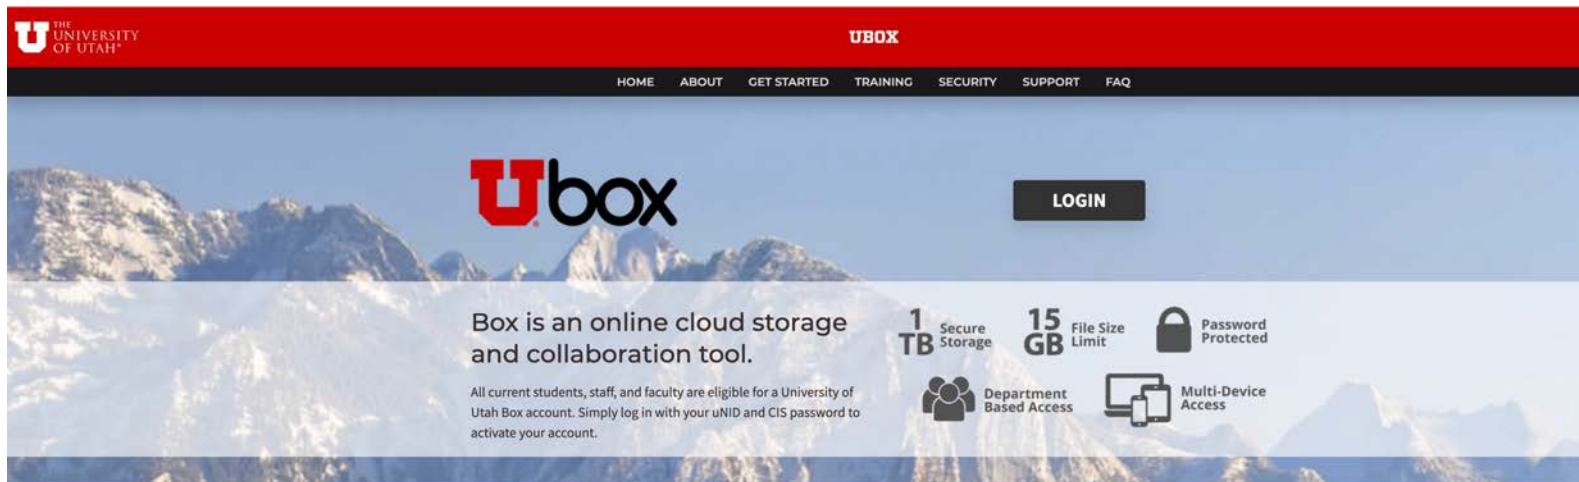 THE
UNIVERSITY
OF UTAH®
UBOX
HOME ABOUT GET STARTED TRAINING SECURITY SUPPORT FAQ
Ubox
LOGIN
Box is an online cloud storage
and collaboration tool.
All current students, staff, and faculty are eligible for a University of
Utah Box account. Simply log in with your uNID and CIS password to
activate your account.
1
TB
Secure
Storage
15
GB
File Size
Limit
Password
Protected
Department
Based Access
Multi-Device
Access